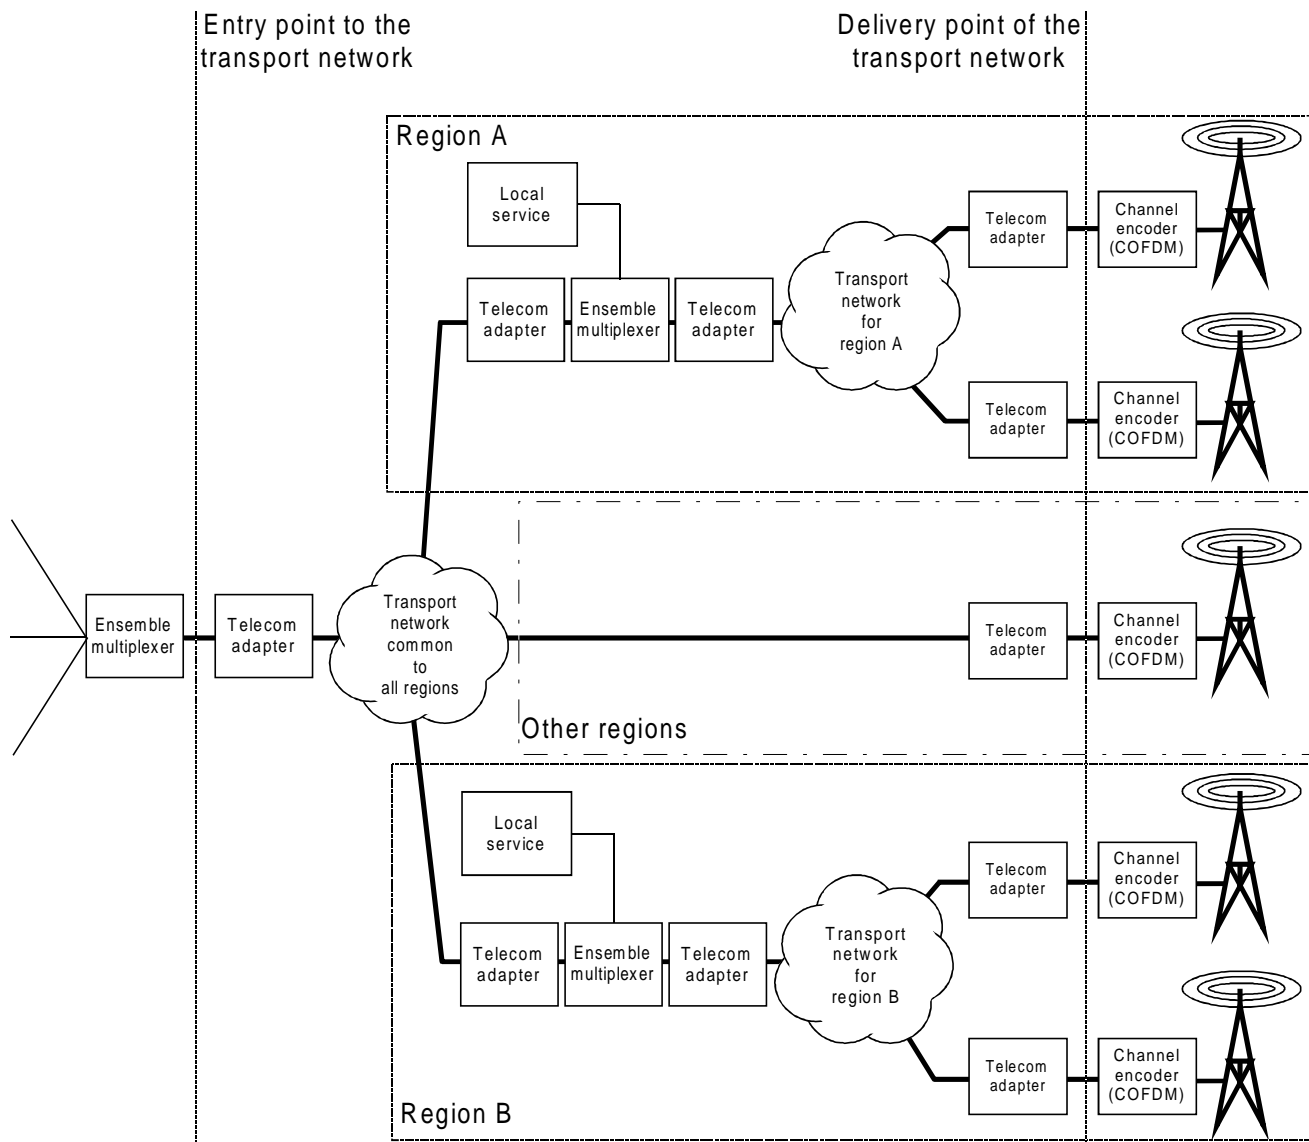 Entry point to the
transport network
Delivery point of the
transport network
Region A
Local
service
Telecom
adapter
Ensemble
multiplexer
Telecom
adapter
Transport
network
for
region A
Telecom
adapter
Channel
encoder
(COFDM)
Telecom
adapter
Channel
encoder
(COFDM)
Ensemble
multiplexer
Telecom
adapter
Transport
network
common
to
all regions
Telecom
adapter
Channel
encoder
(COFDM)
Other regions
Local
service
Telecom
adapter
Ensemble
multiplexer
Telecom
adapter
Transport
network
for
region B
Telecom
adapter
Channel
encoder
(COFDM)
Telecom
adapter
Channel
encoder
(COFDM)
Region B